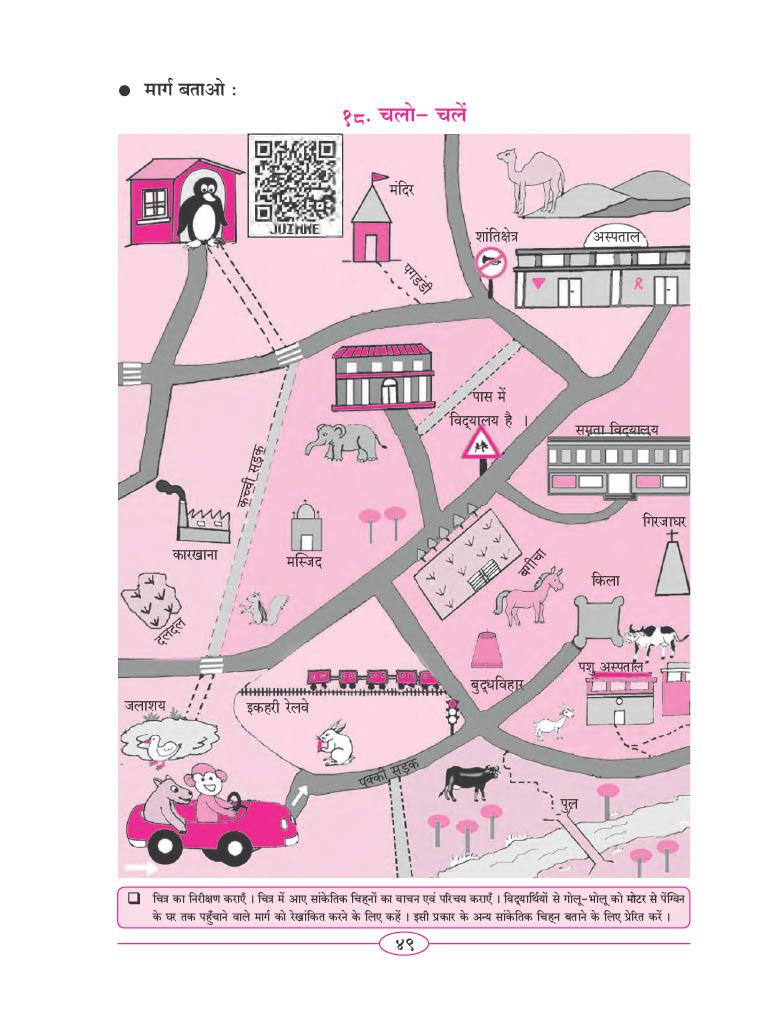 ● मार्ग बताओ :
१८. चलो– चलें
JUIWWE
मंदिर
शांतिक्षेत्र
अस्पताल
पगडंडी
पास में
विद्यालय है ।
समता विद्यालय
कच्ची सड़क
कारखाना
मस्जिद
बगीचा
गिरजाघर
किला
दलदल
बुद्धविहार
पशु अस्पताल
जलाशय
इकहरी रेलवे
पक्की सड़क
पुल
❑ चित्र का निरीक्षण कराएँ । चित्र में आए सांकेतिक चिह्नों का वाचन एवं परिचय कराएँ । विद्यार्थियों से गोलू-भोलू को मोटर से पेंग्विन
के घर तक पहुँचाने वाले मार्ग को रेखांकित करने के लिए कहें । इसी प्रकार के अन्य सांकेतिक चिह्न बताने के लिए प्रेरित करें ।
४९